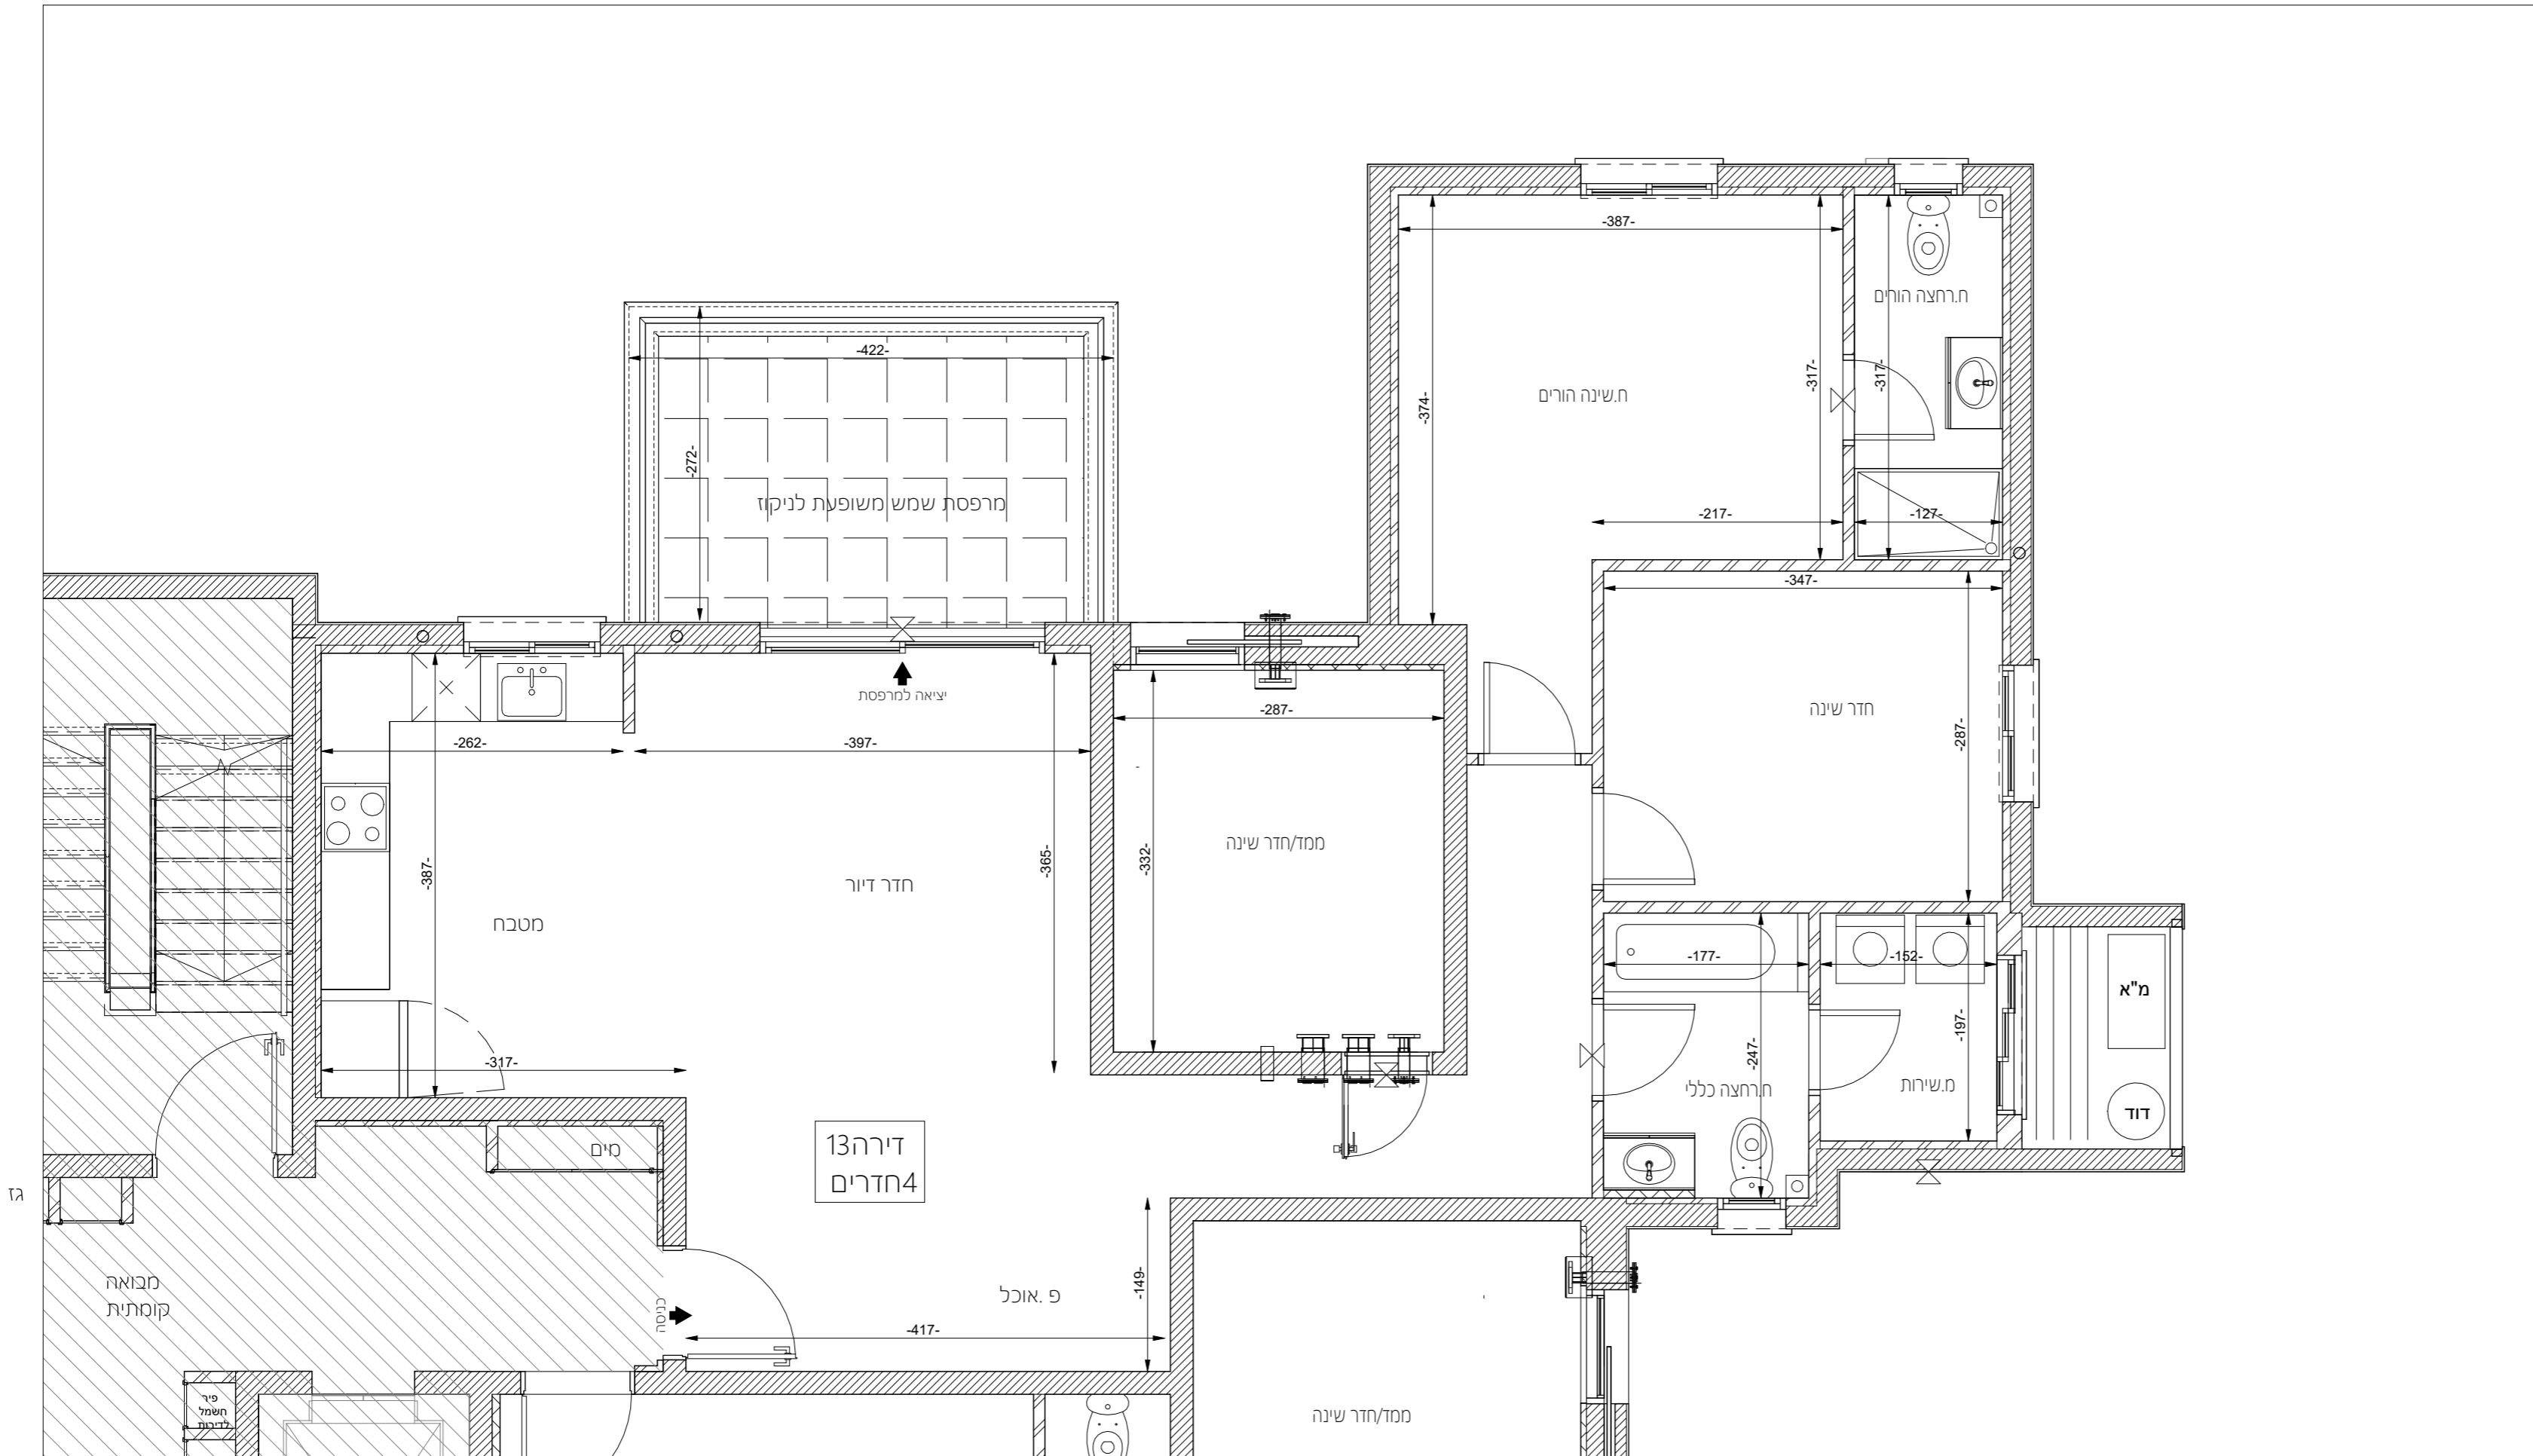 -387-
ח.רחצה הורים
-422-
-374-
-317-
-317-
ח.שינה הורים
-272-
מרפסת שמש משופעת לניקוז
-217-
-127-
-347-
יציאה למרפסת
-287-
חדר שינה
-287-
-262-
-397-
-387-
-365-
-332-
ממד/חדר שינה
חדר דיור
מטבח
-177-
-152-
מ"א
-197-
-247-
-317-
ח.רחצה כללי
מ.שירות
דוד
דירה13
4חדרים
מים
גז
מבואה
קומתית
כניסה
פ .אוכל
-149-
-417-
פיר
חשמל
לדירות
ממד/חדר שינה